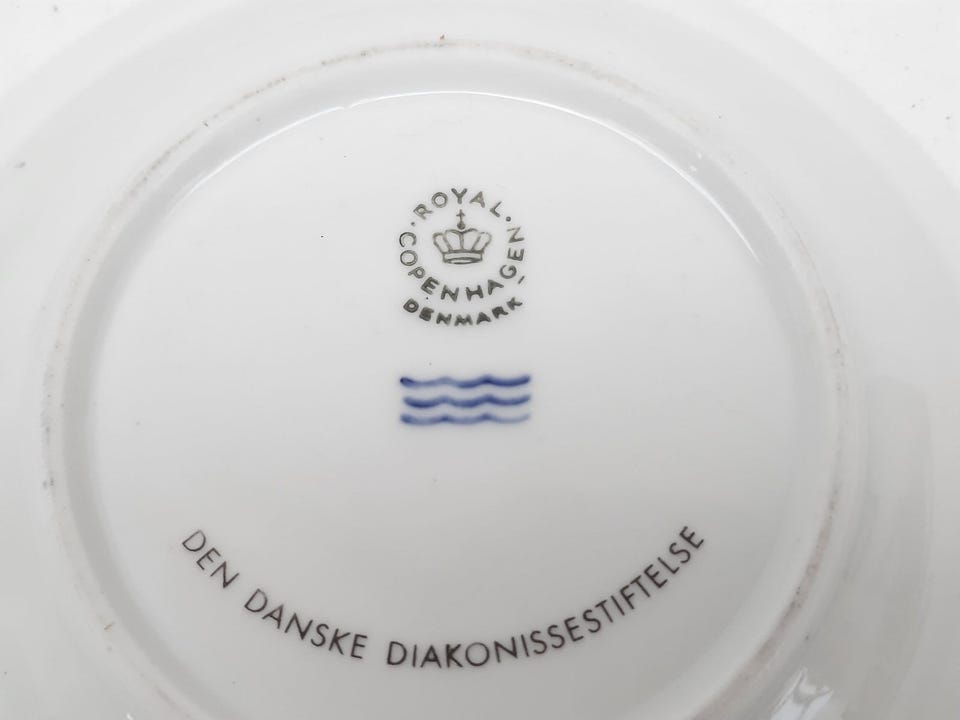 ROYAL
COPENHAGEN
DENMARK
DEN DANSKE DIAKONISSESTIFTELSE